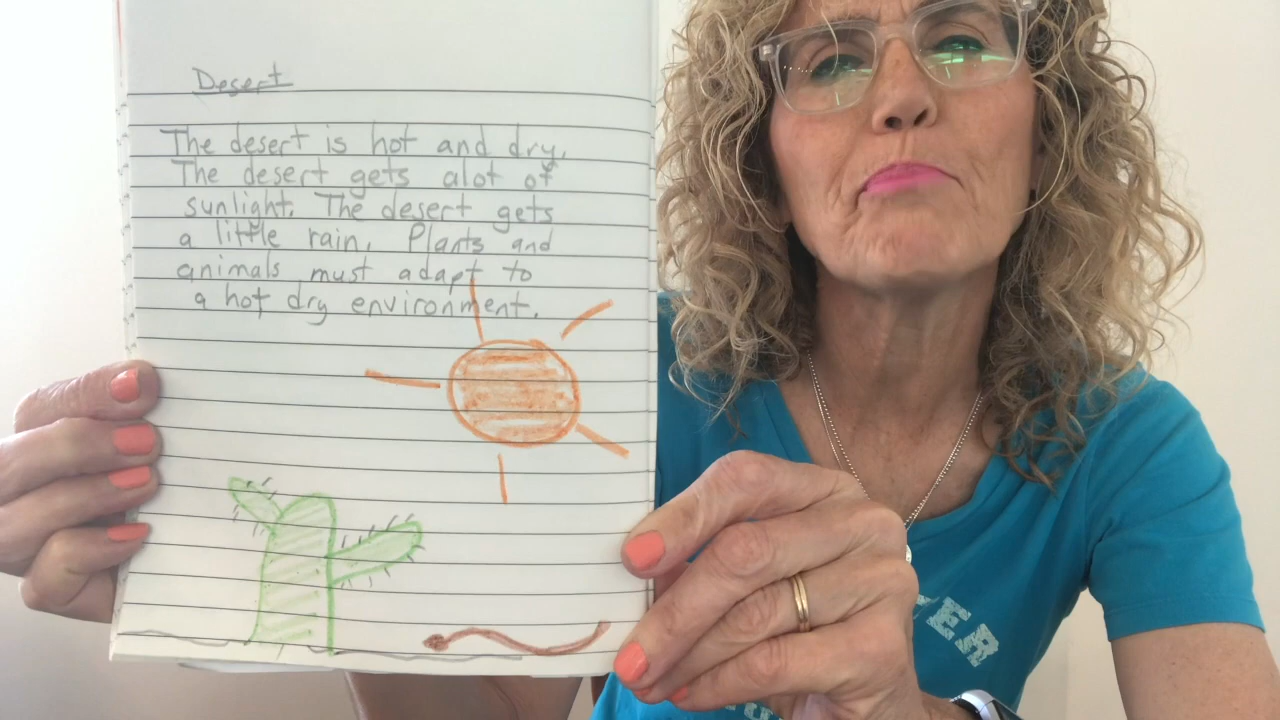 Desert
The desert is hot and dry.
The desert gets alot of
sunlight. The desert gets
a little rain. Plants and
animals must adapt to
a hot dry environment.